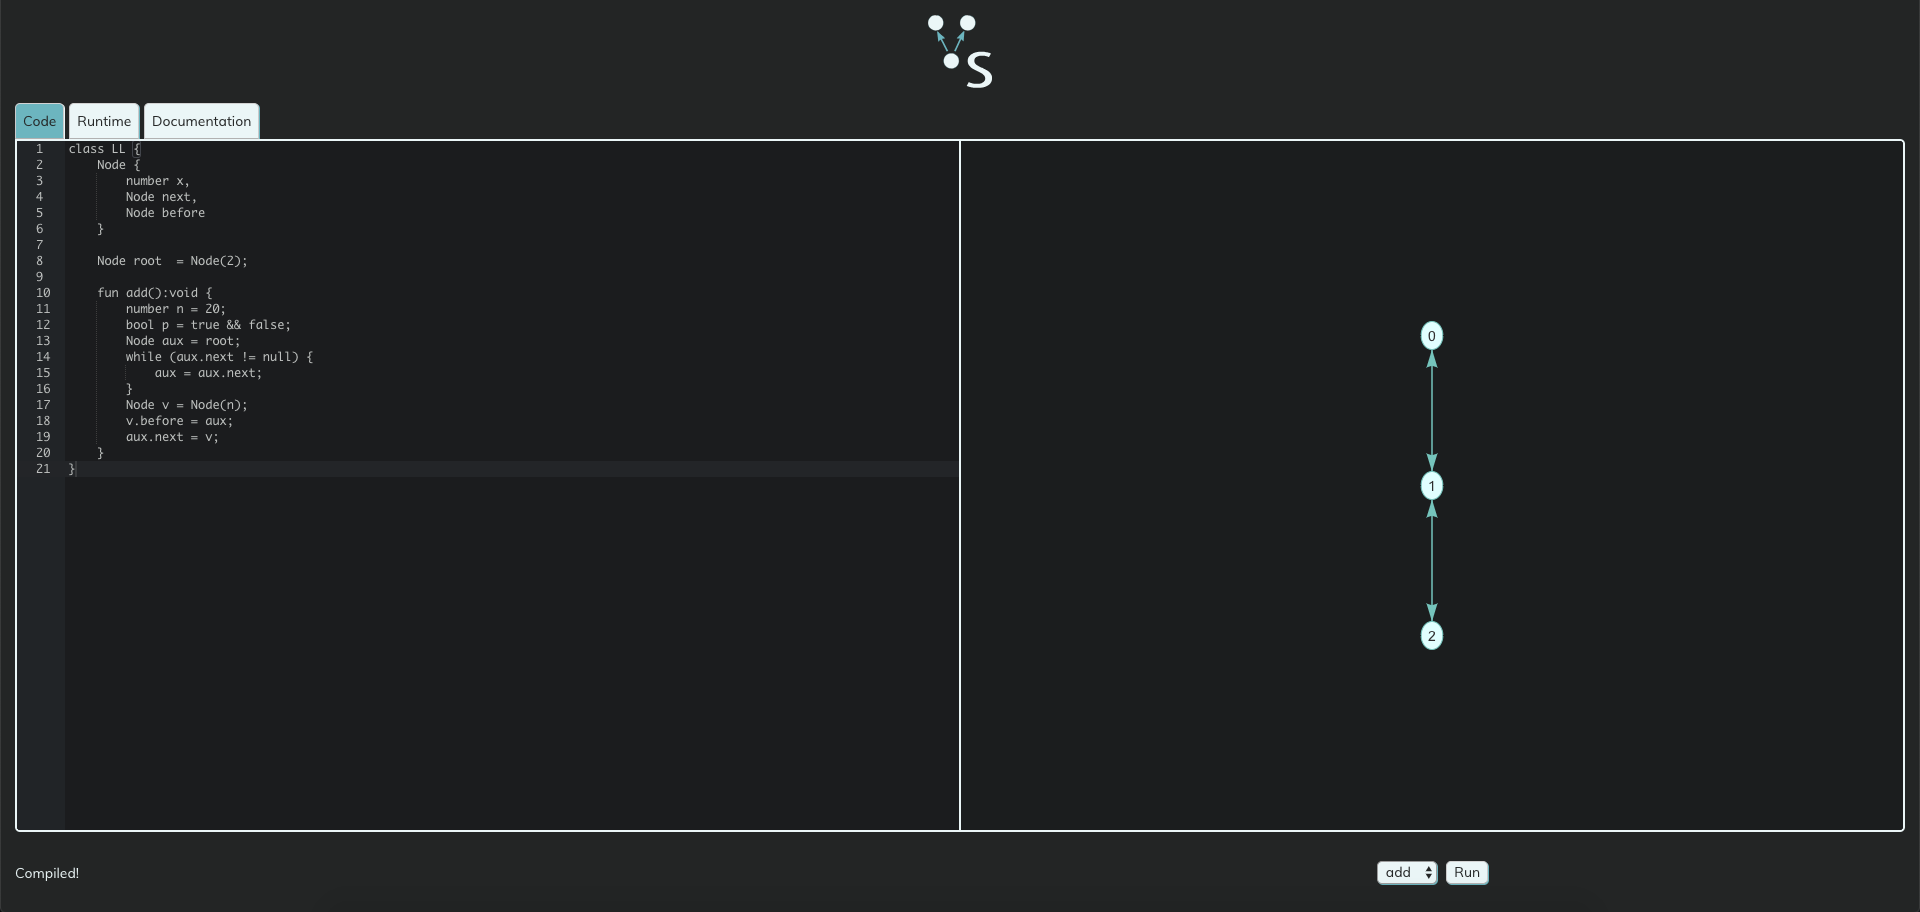 S
Code Runtime Documentation
1 class LL {
2     Node {
3         number x,
4         Node next,
5         Node before
6     }
7
8     Node root  = Node(2);
9
10     fun add():void {
11         number n = 20;
12         bool p = true && false;
13         Node aux = root;
14         while (aux.next != null) {
15             aux = aux.next;
16         }
17         Node v = Node(n);
18         v.before = aux;
19         aux.next = v;
20     }
21 }
0
1
2
Compiled!
add Run